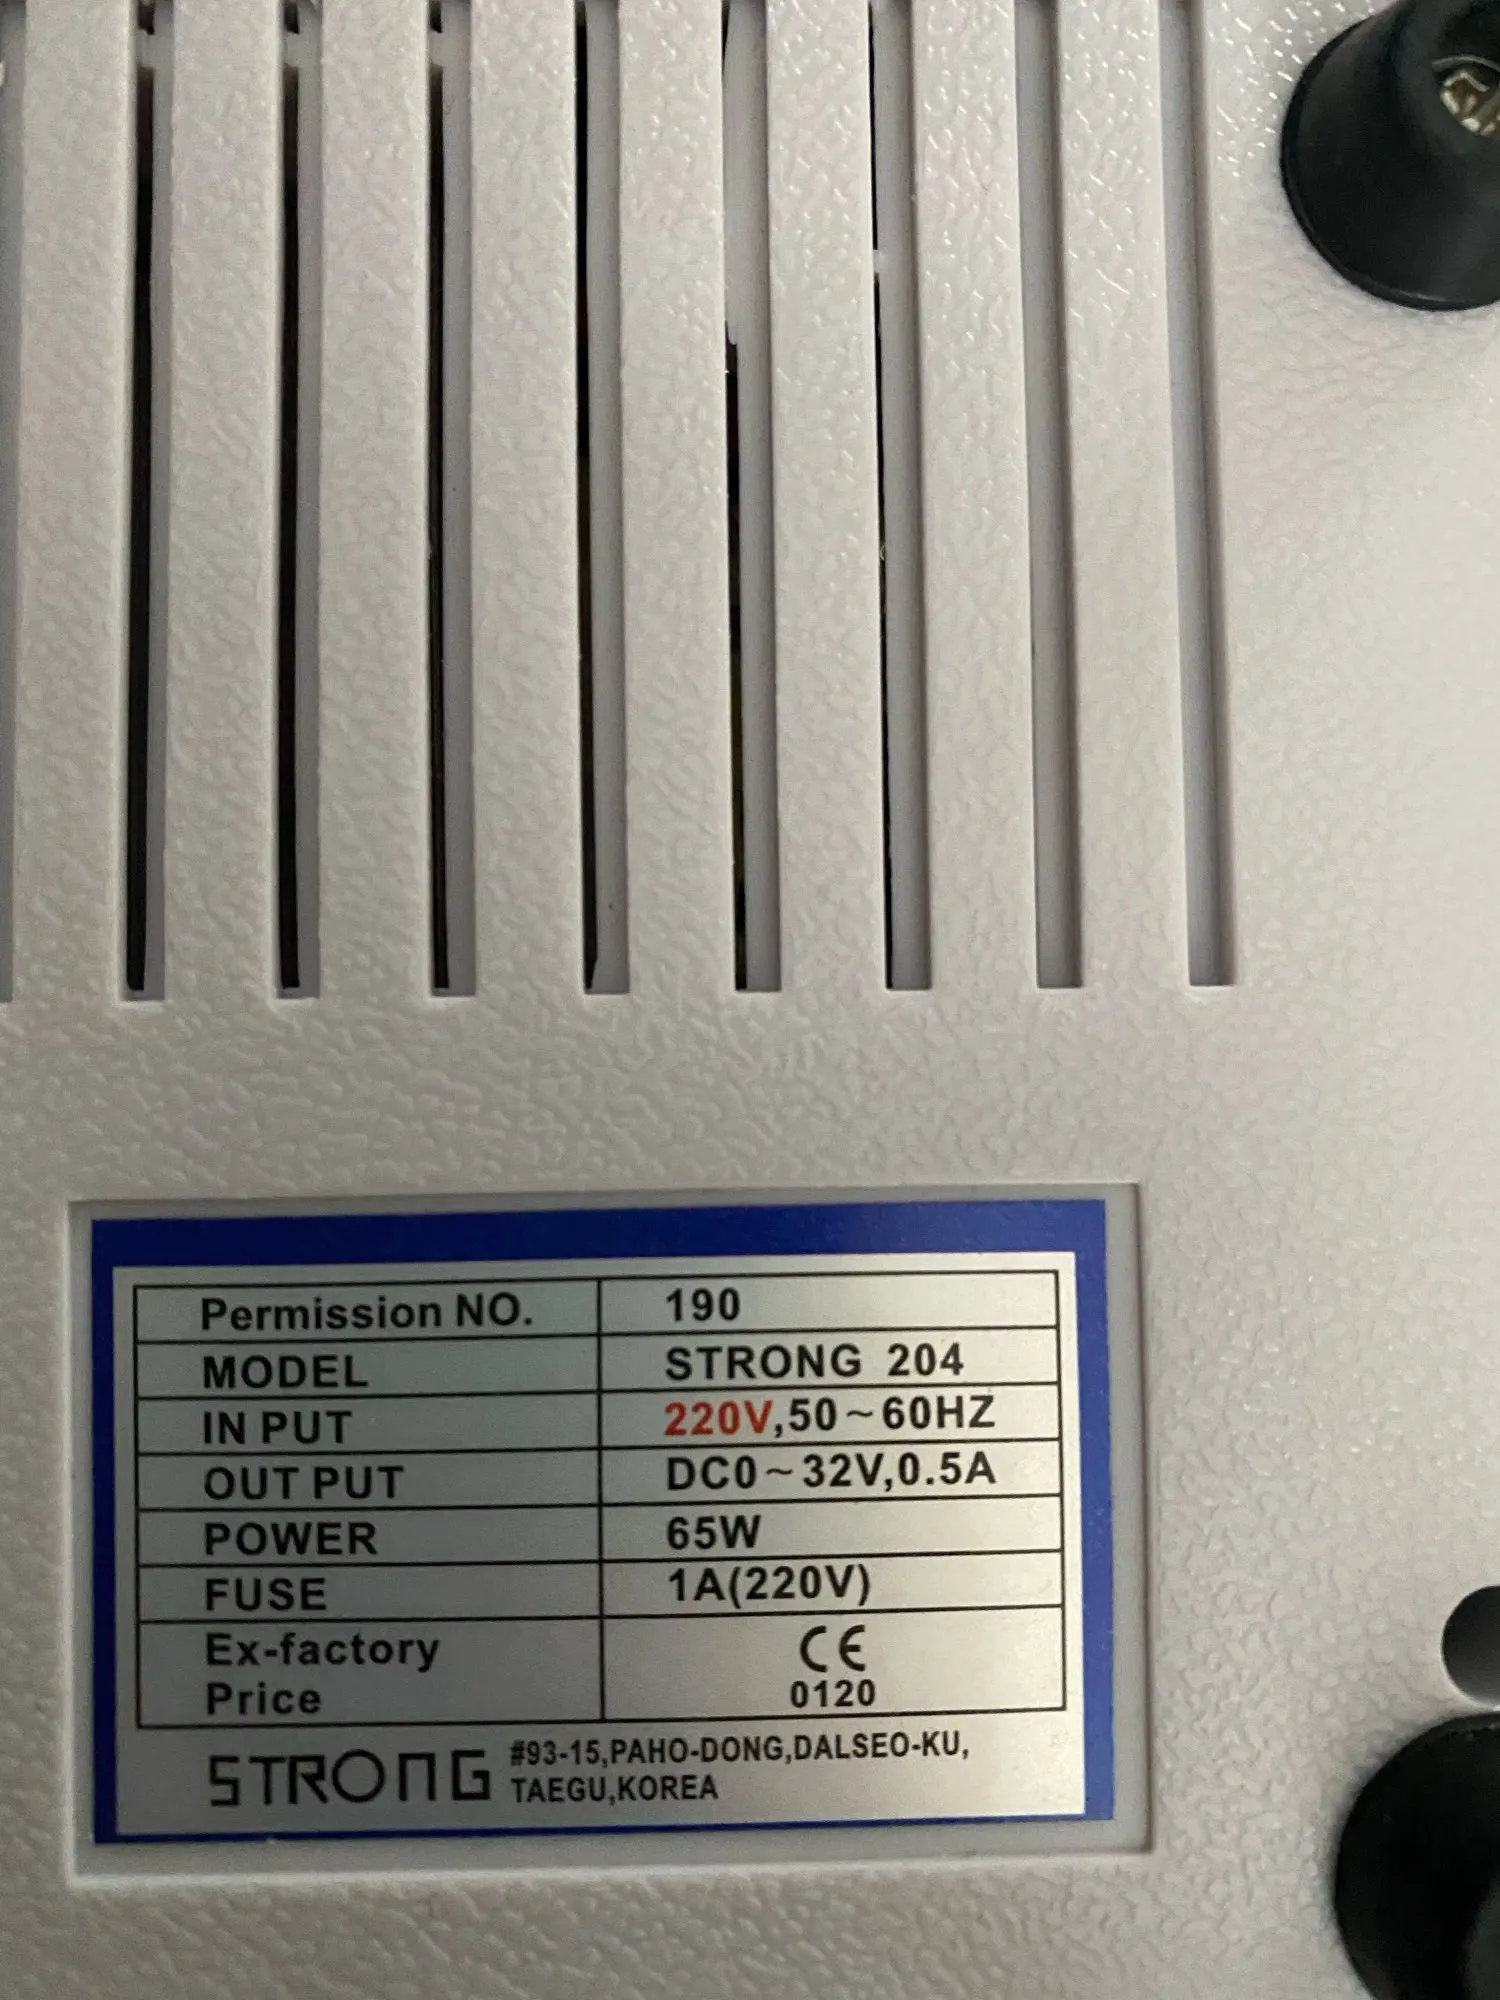 Permission NO. 190
MODEL STRONG 204
IN PUT 220V,50~60HZ
OUT PUT DC0~32V,0.5A
POWER 65W
FUSE 1A(220V)
Ex-factory
Price
CE
0120
STRONG
#93-15,PAHO-DONG,DALSEO-KU,
TAEGU,KOREA